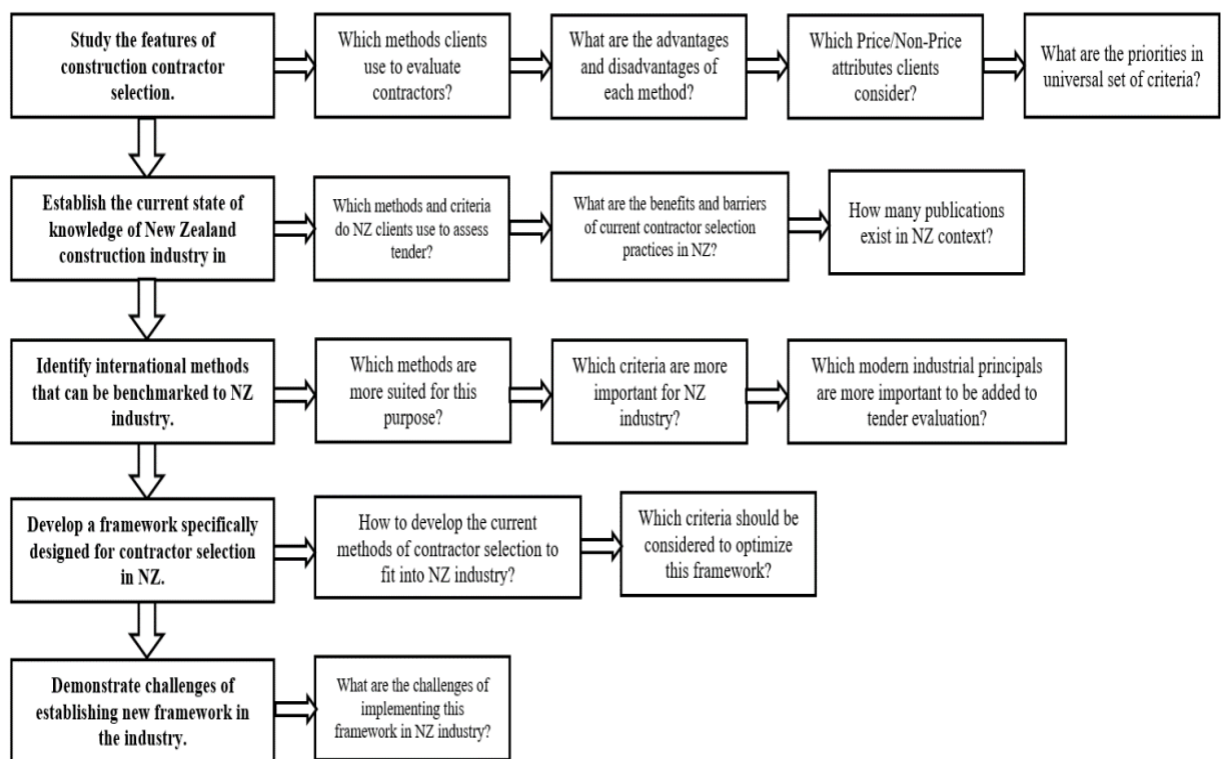 Study the features of
construction contractor
selection.
Which methods clients
use to evaluate
contractors?
What are the advantages
and disadvantages of
each method?
Which Price/Non-Price
attributes clients
consider?
What are the priorities in
universal set of criteria?
Establish the current state of
knowledge of New Zealand
construction industry in
Which methods and criteria
do NZ clients use to assess
tender?
What are the benefits and barriers
of current contractor selection
practices in NZ?
How many publications
exist in NZ context?
Identify international methods
that can be benchmarked to NZ
industry.
Which methods are
more suited for this
purpose?
Which criteria are more
important for NZ
industry?
Which modern industrial principals
are more important to be added to
tender evaluation?
Develop a framework specifically
designed for contractor selection
in NZ.
How to develop the current
methods of contractor selection to
fit into NZ industry?
Which criteria should be
considered to optimize
this framework?
Demonstrate challenges of
establishing new framework in
the industry.
What are the challenges of
implementing this
framework in NZ industry?